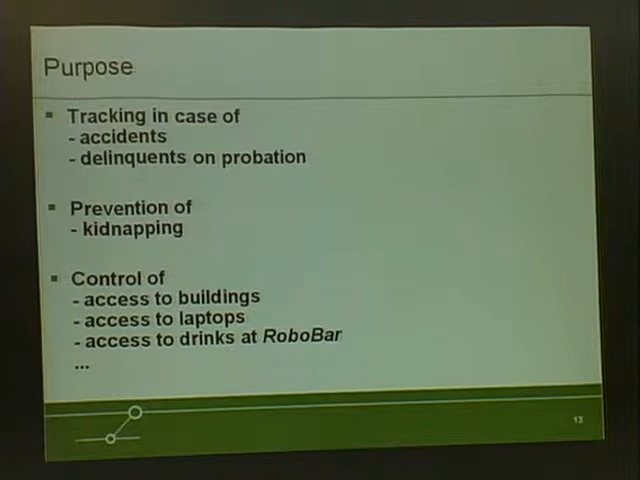 Purpose
▪ Tracking in case of
- accidents
- delinquents on probation
▪ Prevention of
- kidnapping
▪ Control of
- access to buildings
- access to laptops
- access to drinks at RoboBar
...
13